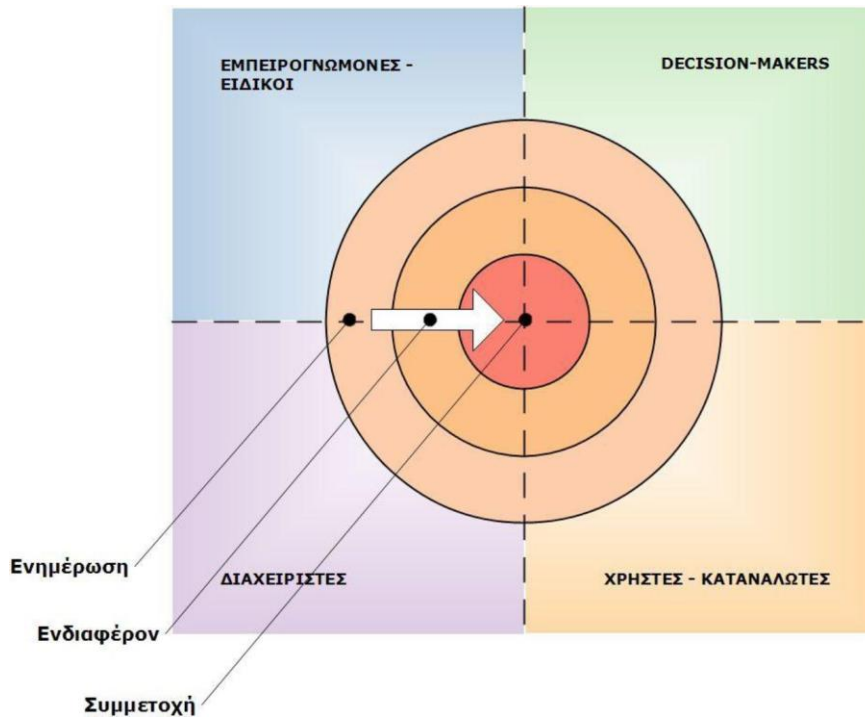 ΕΜΠΕΙΡΟΓΝΩΜΟΝΕΣ -
ΕΙΔΙΚΟΙ
DECISION-MAKERS
Ενημέρωση
ΔΙΑΧΕΙΡΙΣΤΕΣ
ΧΡΗΣΤΕΣ - ΚΑΤΑΝΑΛΩΤΕΣ
Ενδιαφέρον
Συμμετοχή